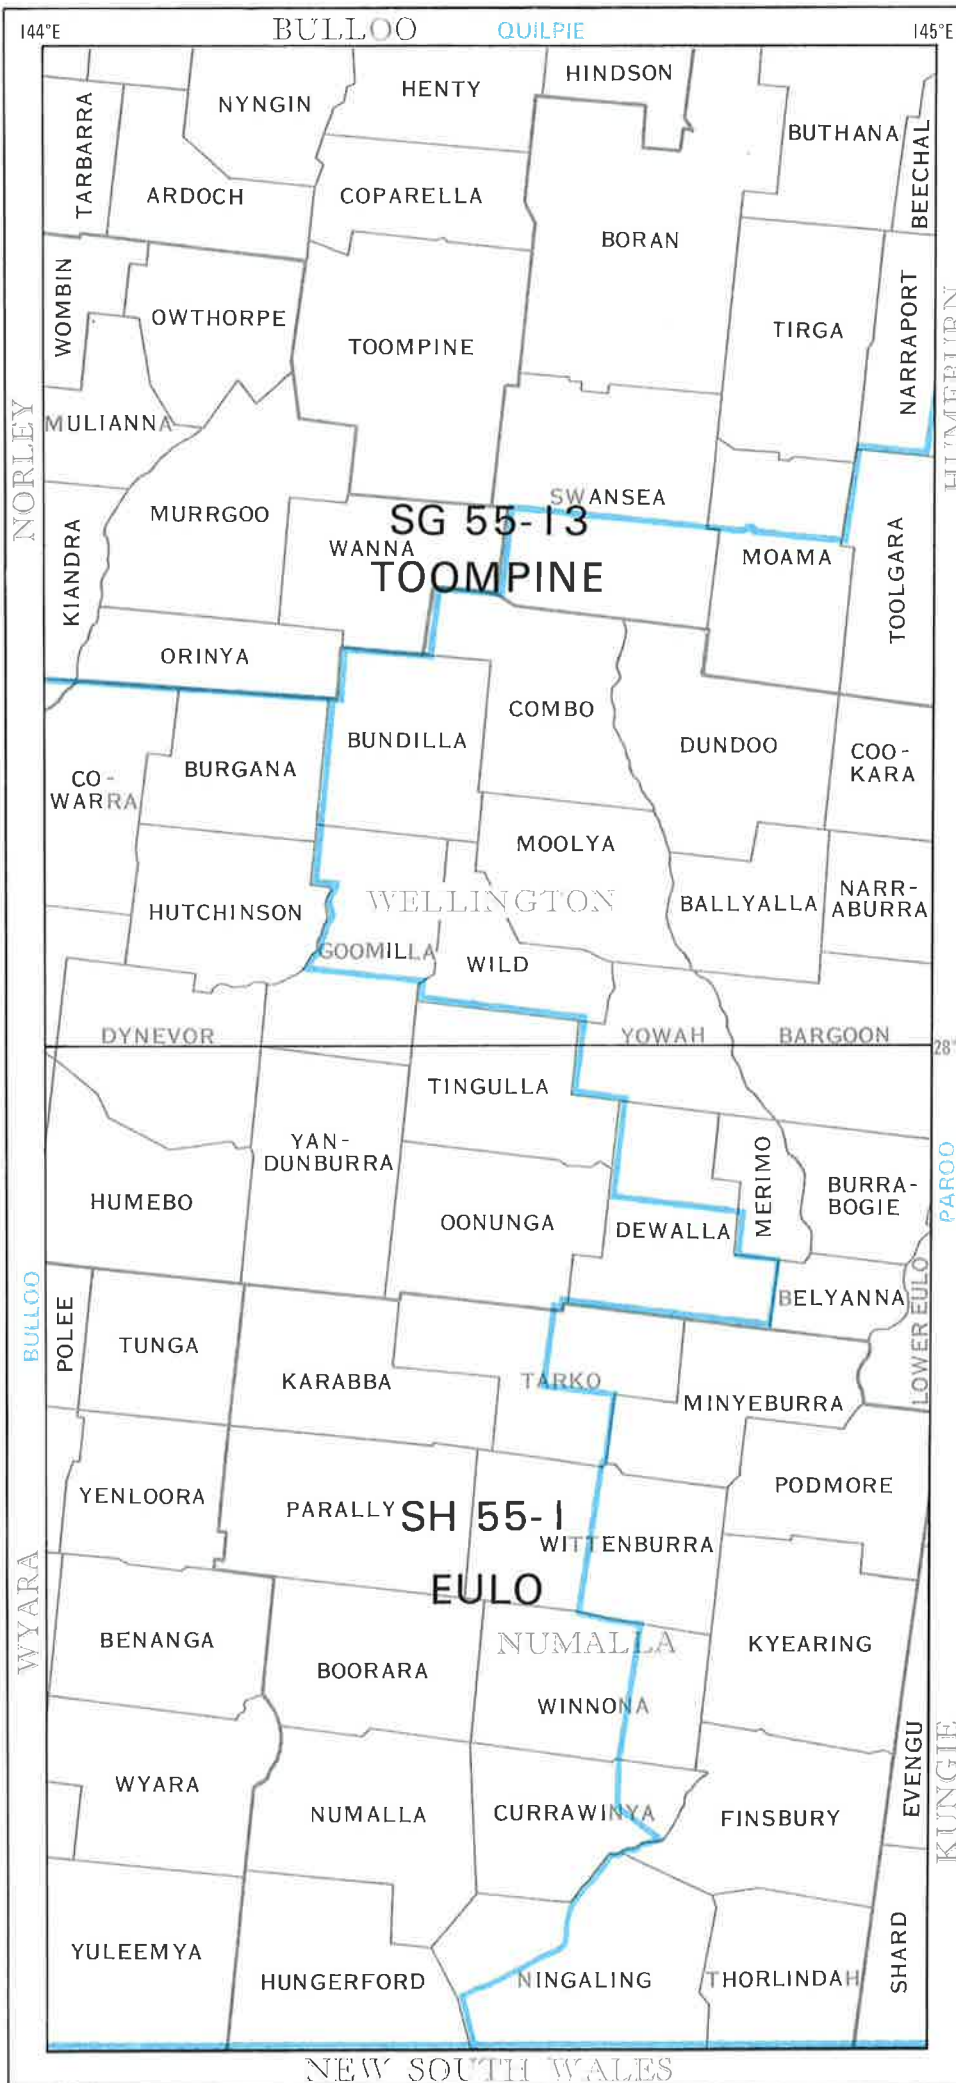 144°E
BULLOO
QUILPIE
145°E
HINDSON
HENTY
NYNGIN
BUTHANA
TARBARRA
BEECHAL
ARDOCH
COPARELLA
BORAN
WOMBIN
OWTHORPE
TOOMPINE
TIRGA
NARRAPORT
HUMEBURN
MULIANNA
NORLEY
SWANSEA
MURRGOO
SG 55-13
TOOMPINE
WANNA
MOAMA
KIANDRA
TOOLGARA
ORINYA
COMBO
BUNDILLA
DUNDOO
COO-
KARA
BURGANA
CO-
WARRA
MOOLYA
WELLINGTON
BALLYALLA
NARR-
ABURRA
HUTCHINSON
GOOMILLA
WILD
DYNEVOR
YOWAH
BARGOON
28°
TINGULLA
YAN-
DUNBURRA
MERIMO
BURRA-
BOGIE
PAROO
HUMEBO
OONUNGA
DEWALLA
BELYANNA
LOWER EULO
BULLOO
POLEE
TUNGA
KARABBA
TARKO
MINYEBURRA
YENLOORA
PARALLY
SH 55-1
EULO
PODMORE
WITTENBURRA
WYARA
BENANGA
BOORARA
NUMALLA
KYEARING
WINNONA
WYARA
NUMALLA
CURRAWINYA
FINSBURY
EVENGU
KUNGIE
YULEEMYA
HUNGERFORD
NINGALING
THORLINDAH
SHARD
NEW SOUTH WALES